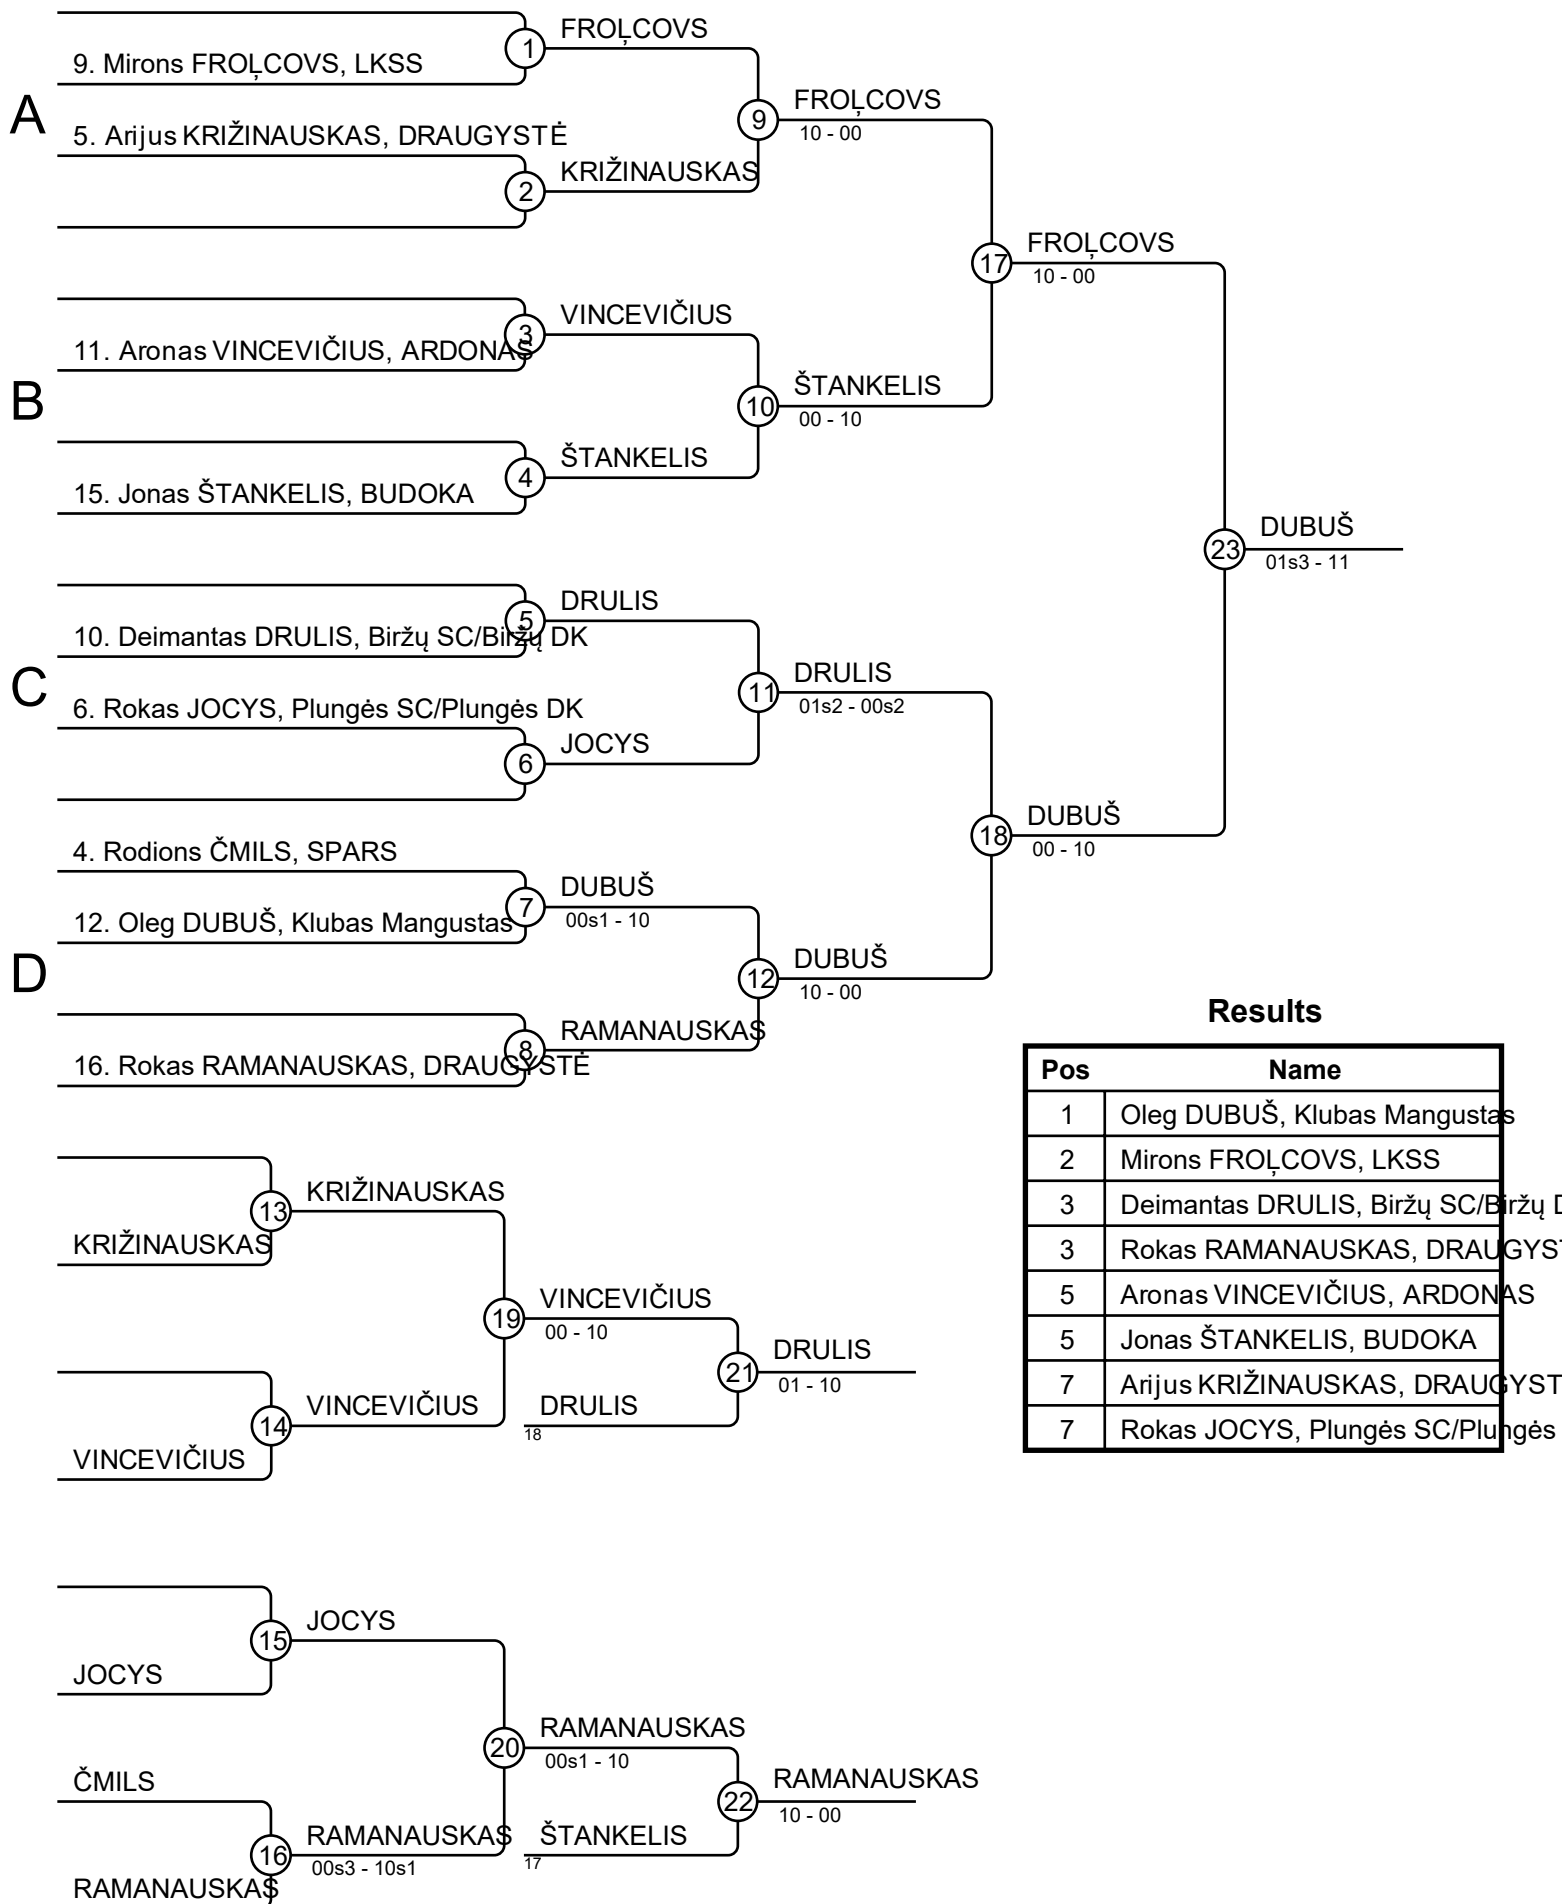 FROĻCOVS
1
9. Mirons FROĻCOVS, LKSS
A
FROĻCOVS
9
10 - 00
5. Arijus KRIŽINAUSKAS, DRAUGYSTĖ
KRIŽINAUSKAS
2
FROĻCOVS
17
10 - 00
VINCEVIČIUS
3
11. Aronas VINCEVIČIUS, ARDONAS
B
ŠTANKELIS
10
00 - 10
ŠTANKELIS
4
15. Jonas ŠTANKELIS, BUDOKA
DUBUŠ
23
01s3 - 11
DRULIS
5
10. Deimantas DRULIS, Biržų SC/Biržų DK
C
DRULIS
11
01s2 - 00s2
6. Rokas JOCYS, Plungės SC/Plungės DK
JOCYS
6
DUBUŠ
18
00 - 10
4. Rodions ČMILS, SPARS
DUBUŠ
7
00s1 - 10
12. Oleg DUBUŠ, Klubas Mangustas
D
DUBUŠ
12
10 - 00
RAMANAUSKAS
8
16. Rokas RAMANAUSKAS, DRAUGYSTĖ
Results
Pos Name
1 Oleg DUBUŠ, Klubas Mangustas
2 Mirons FROĻCOVS, LKSS
3 Deimantas DRULIS, Biržų SC/Biržų D
3 Rokas RAMANAUSKAS, DRAUGYST
5 Aronas VINCEVIČIUS, ARDONAS
5 Jonas ŠTANKELIS, BUDOKA
7 Arijus KRIŽINAUSKAS, DRAUGYST
7 Rokas JOCYS, Plungės SC/Plungės
KRIŽINAUSKAS
13
KRIŽINAUSKAS
VINCEVIČIUS
19
00 - 10
DRULIS
21
01 - 10
VINCEVIČIUS
14
DRULIS
18
VINCEVIČIUS
JOCYS
15
JOCYS
RAMANAUSKAS
20
00s1 - 10
ČMILS
RAMANAUSKAS
22
10 - 00
RAMANAUSKAS
16
00s3 - 10s1
ŠTANKELIS
17
RAMANAUSKAS